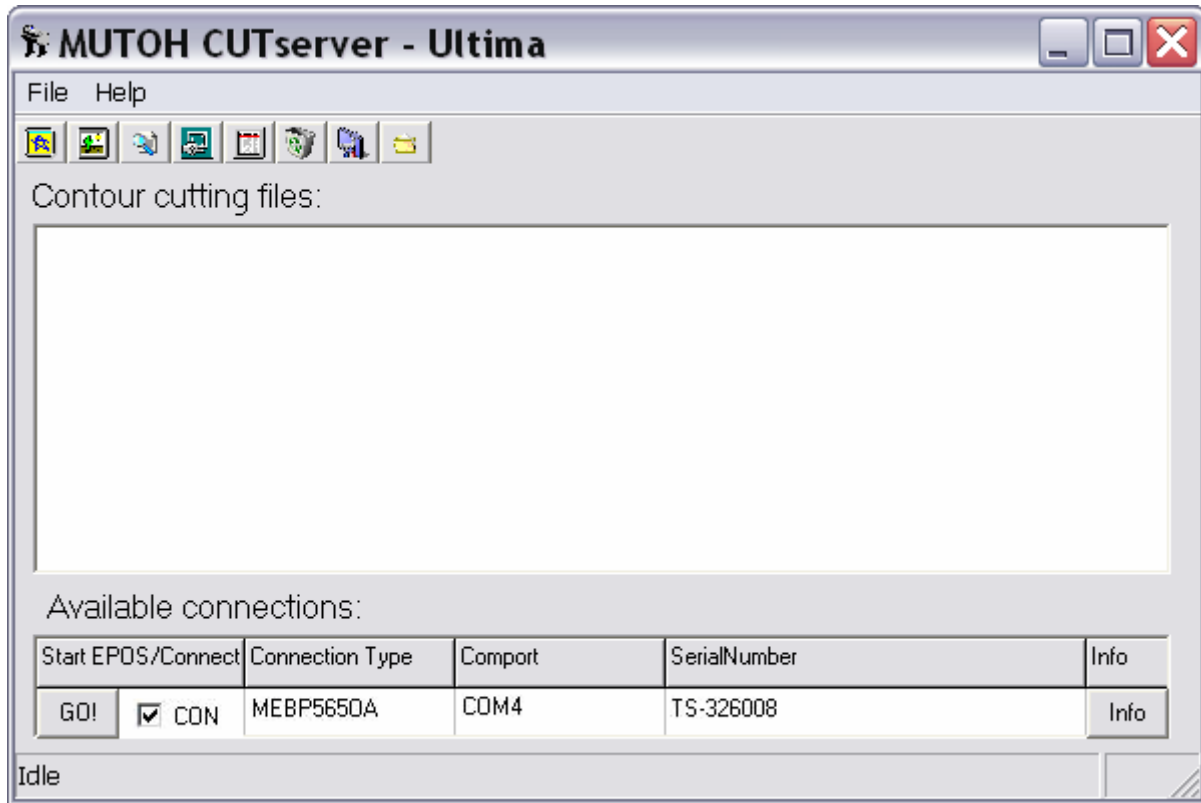 MUTOH CUTserver - Ultima
File Help
Contour cutting files:
Available connections:
Start EPOS/Connect Connection Type Comport SerialNumber Info
GO! CON MEBP5650A COM4 TS-326008 Info
Idle